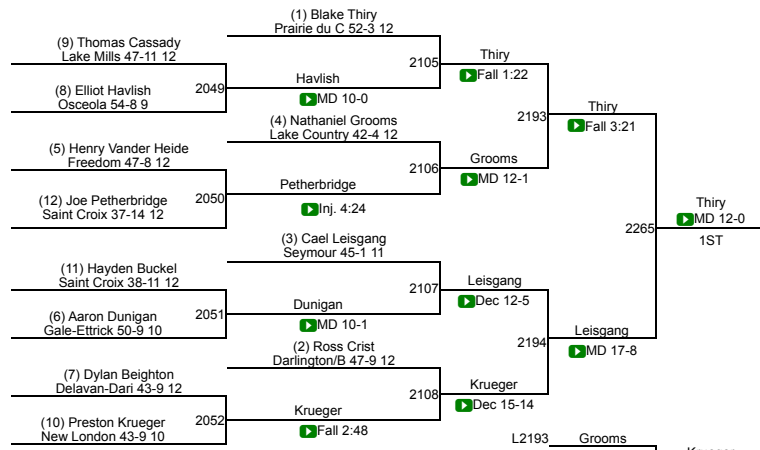 (1) Blake Thiry
Prairie du C 52-3 12
(9) Thomas Cassady
Lake Mills 47-11 12
2049
(8) Elliot Havlish
Osceola 54-8 9
Havlish
MD 10-0
2105
Thiry
Fall 1:22
(4) Nathaniel Grooms
Lake Country 42-4 12
(5) Henry Vander Heide
Freedom 47-8 12
2050
(12) Joe Petherbridge
Saint Croix 37-14 12
Petherbridge
Inj. 4:24
2106
Grooms
MD 12-1
2193
Thiry
Fall 3:21
(3) Cael Leisgang
Seymour 45-1 11
(11) Hayden Buckel
Saint Croix 38-11 12
2051
(6) Aaron Dunigan
Gale-Ettrick 50-9 10
Dunigan
MD 10-1
2107
Leisgang
Dec 12-5
(2) Ross Crist
Darlington/B 47-9 12
(7) Dylan Beighton
Delavan-Dari 43-9 12
2052
(10) Preston Krueger
New London 43-9 10
Krueger
Fall 2:48
2108
Krueger
Dec 15-14
2194
Leisgang
MD 17-8
2265
Thiry
MD 12-0
1ST
L2193
Grooms